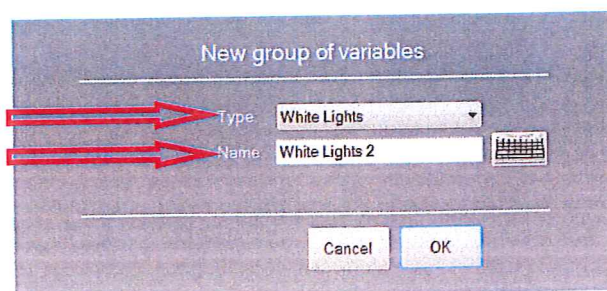 New group of variables
Type White Lights
Name White Lights 2
Cancel OK